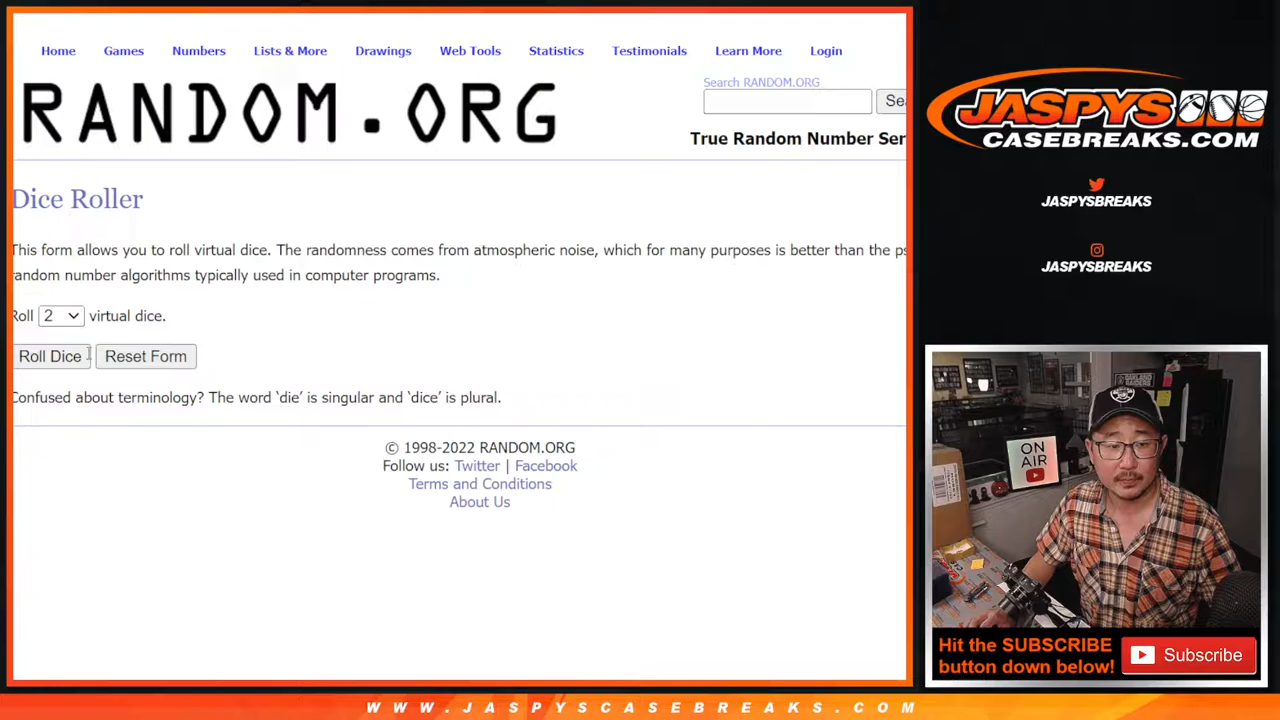 Home Games Numbers Lists & More Drawings Web Tools Statistics Testimonials Learn More Login
RANDOM.ORG
Search RANDOM.ORG
Sea
True Random Number Ser
Dice Roller
This form allows you to roll virtual dice. The randomness comes from atmospheric noise, which for many purposes is better than the ps
random number algorithms typically used in computer programs.
Roll 2 virtual dice.
Roll Dice Reset Form
Confused about terminology? The word ‘die’ is singular and ‘dice’ is plural.
© 1998-2022 RANDOM.ORG
Follow us: Twitter | Facebook
Terms and Conditions
About Us
JASPYS
CASEBREAKS.COM
JASPYSBREAKS
JASPYSBREAKS
OAKLAND
RAIDERS
ON
AIR
Hit the SUBSCRIBE
button down below!
Subscribe
WWW.JASPYSCASEBREAKS.COM